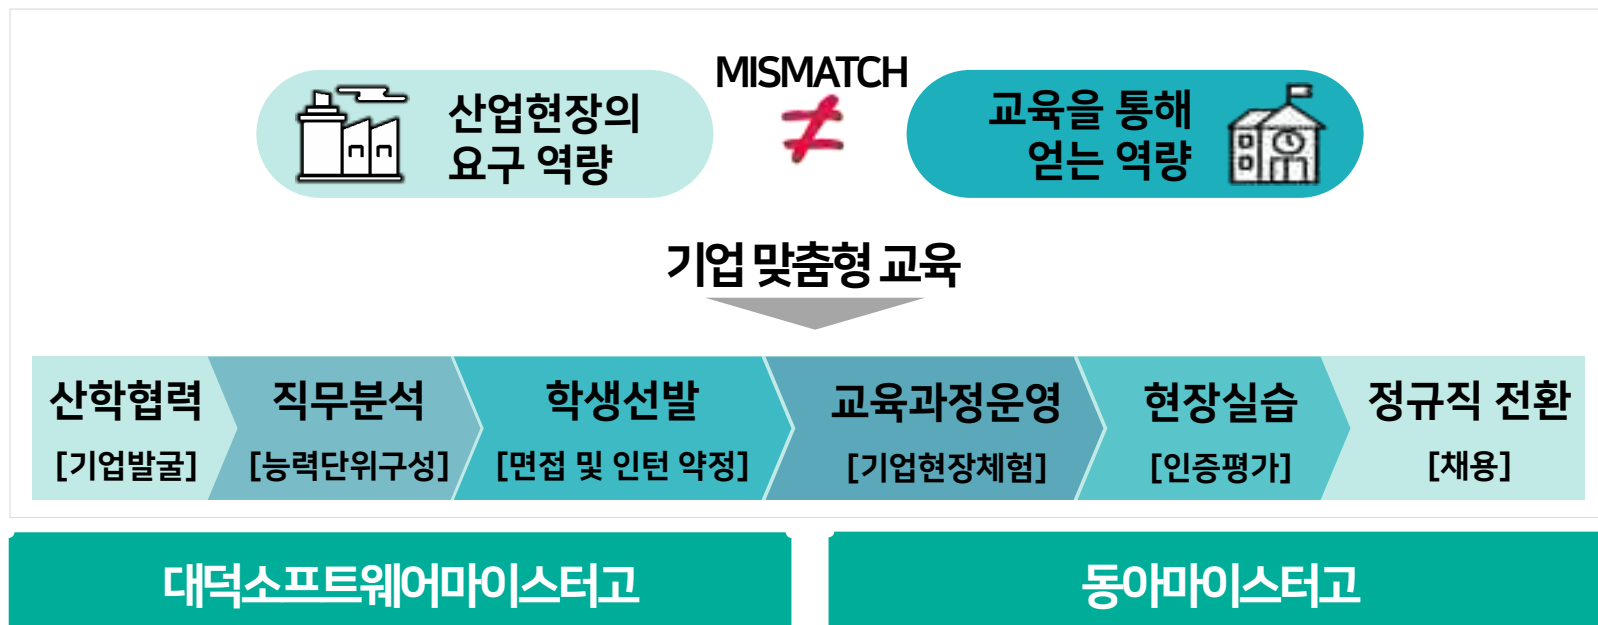 MISMATCH
산업현장의
요구 역량
≠
교육을 통해
얻는 역량
기업 맞춤형 교육
산학협력
[기업발굴]
직무분석
[능력단위구성]
학생선발
[면접 및 인턴 약정]
교육과정운영
[기업현장체험]
현장실습
[인증평가]
정규직 전환
[채용]
대덕소프트웨어마이스터고
동아마이스터고